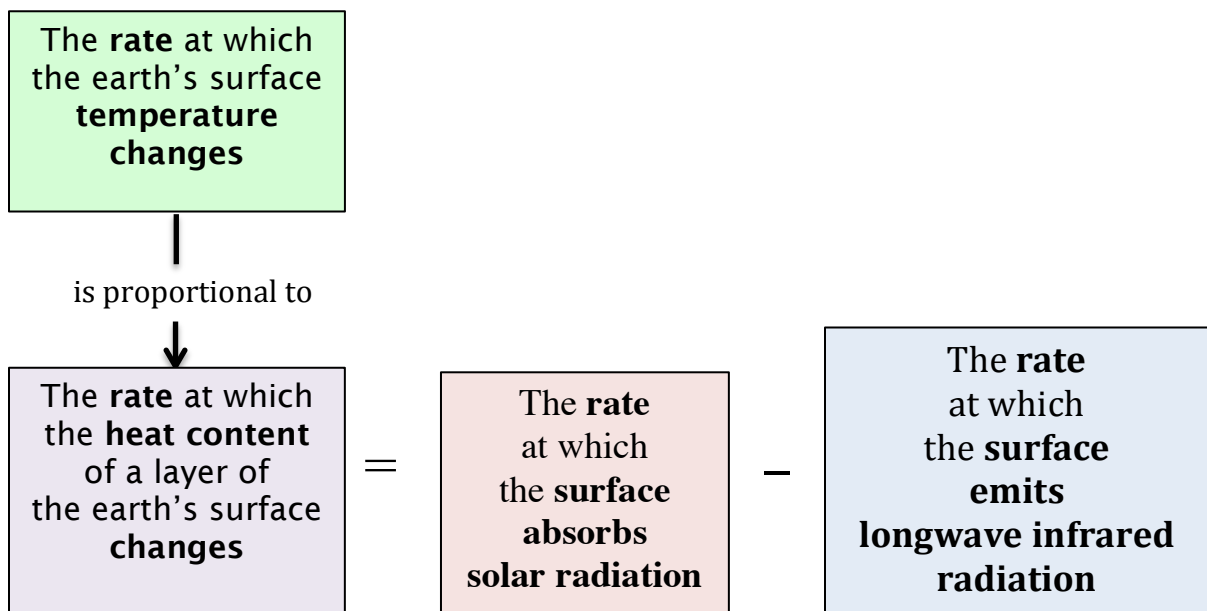 The rate at which
the earth's surface
temperature
changes
is proportional to
The rate at which
the heat content
of a layer of
the earth's surface
changes
=
The rate
at which
the surface
absorbs
solar radiation
–
The rate
at which
the surface
emits
longwave infrared
radiation